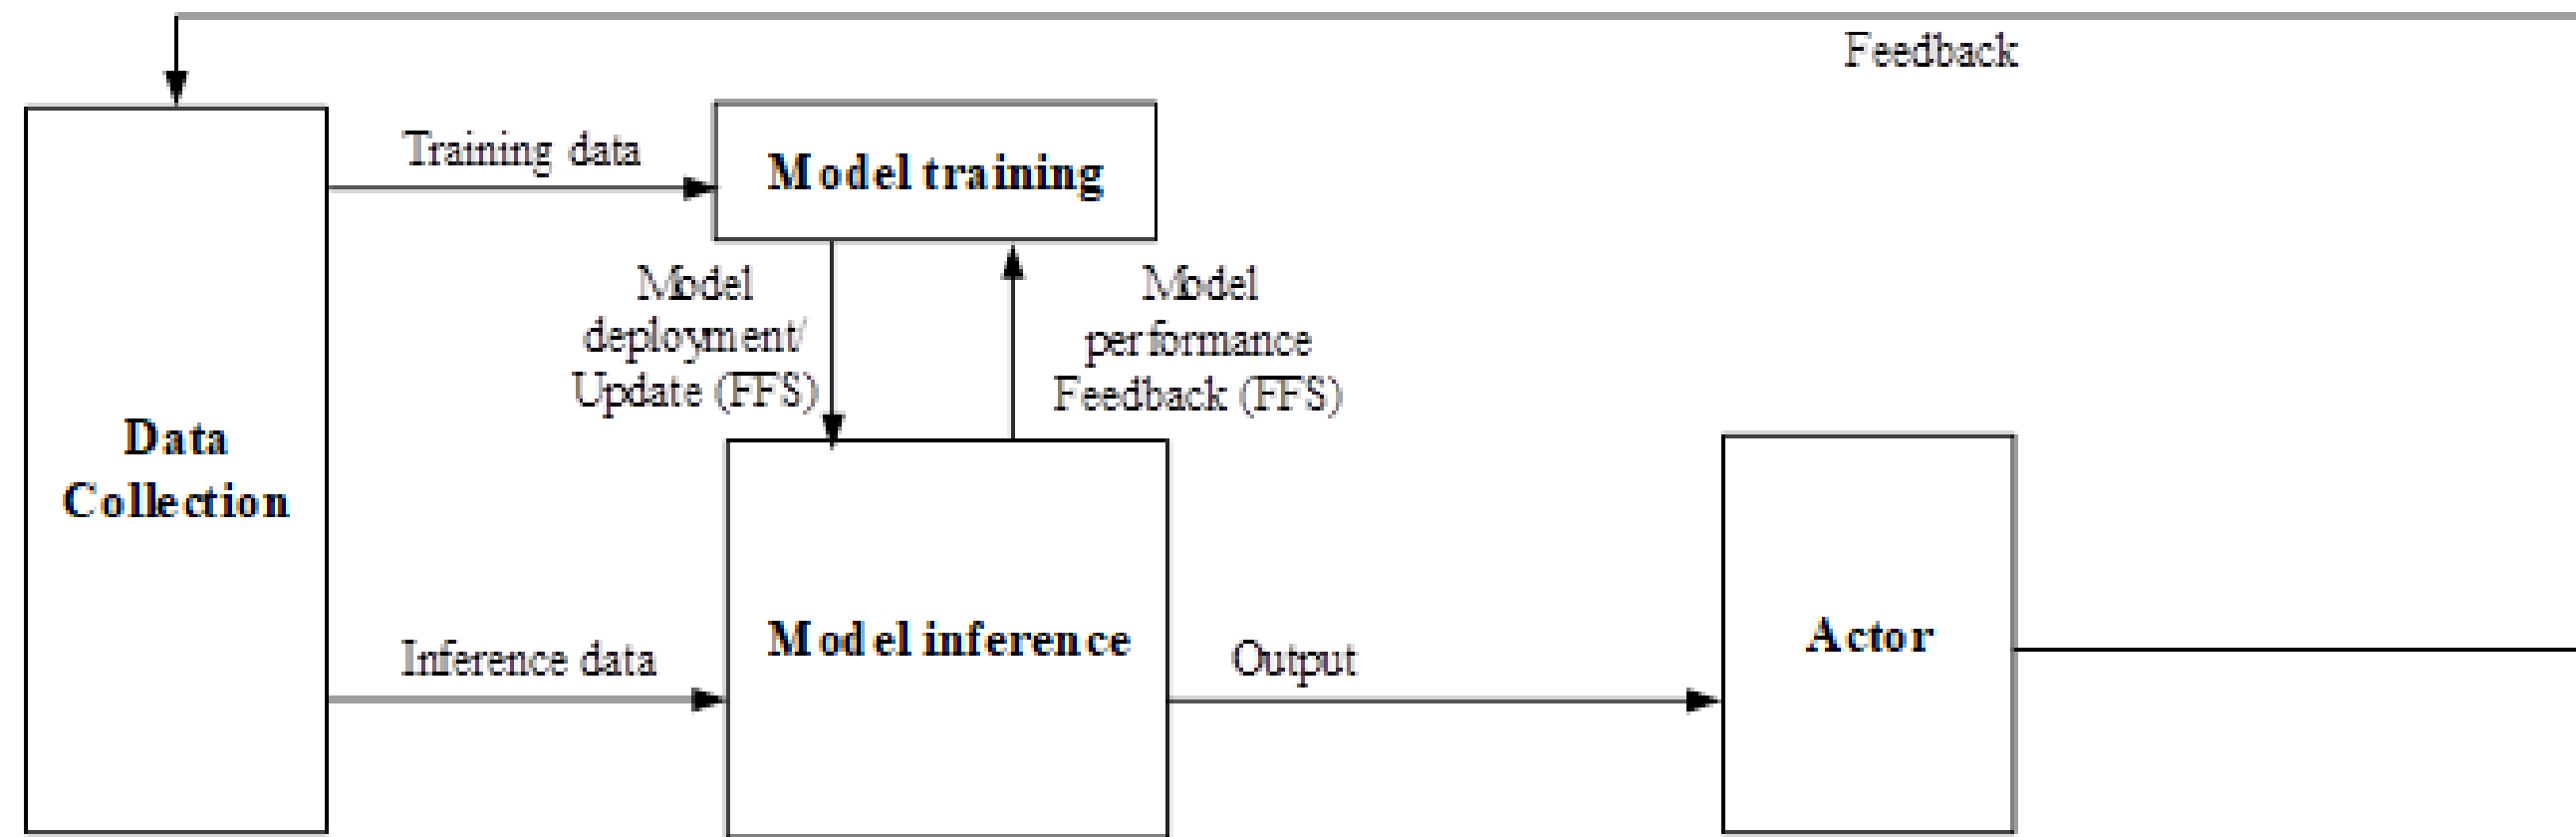 Feedback
Training data
Model training
Model
deployment/
Update (FFS)
Model
performance
Feedback (FFS)
Data
Collection
Inference data
Model inference
Output
Actor